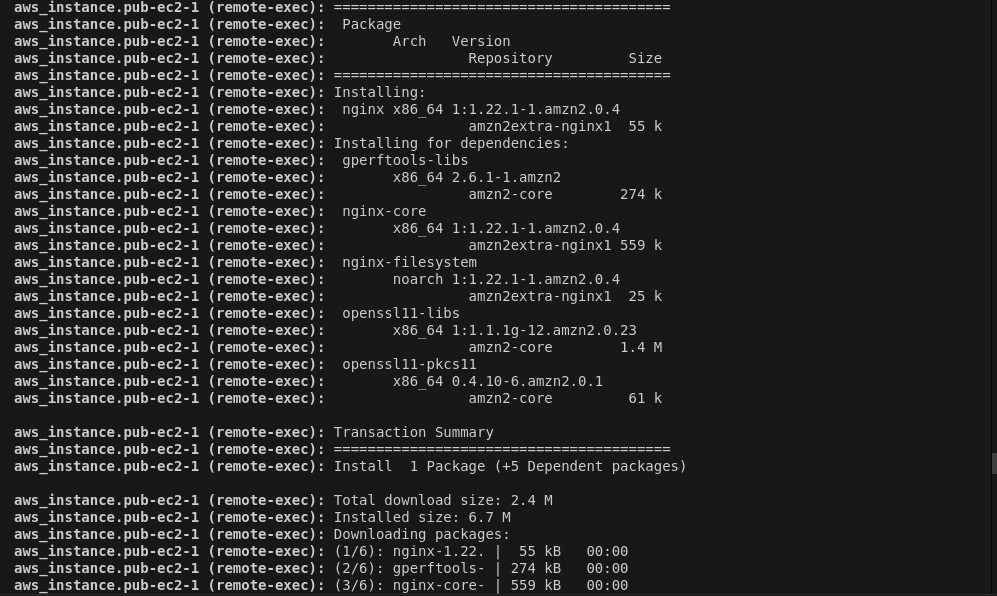 aws_instance.pub-ec2-1 (remote-exec): ========================================
aws_instance.pub-ec2-1 (remote-exec):  Package
aws_instance.pub-ec2-1 (remote-exec):        Arch   Version
aws_instance.pub-ec2-1 (remote-exec):                 Repository         Size
aws_instance.pub-ec2-1 (remote-exec): ========================================
aws_instance.pub-ec2-1 (remote-exec): Installing:
aws_instance.pub-ec2-1 (remote-exec):  nginx x86_64 1:1.22.1-1.amzn2.0.4
aws_instance.pub-ec2-1 (remote-exec):                 amzn2extra-nginx1  55 k
aws_instance.pub-ec2-1 (remote-exec): Installing for dependencies:
aws_instance.pub-ec2-1 (remote-exec):  gperftools-libs
aws_instance.pub-ec2-1 (remote-exec):        x86_64 2.6.1-1.amzn2
aws_instance.pub-ec2-1 (remote-exec):                 amzn2-core        274 k
aws_instance.pub-ec2-1 (remote-exec):  nginx-core
aws_instance.pub-ec2-1 (remote-exec):        x86_64 1:1.22.1-1.amzn2.0.4
aws_instance.pub-ec2-1 (remote-exec):                 amzn2extra-nginx1 559 k
aws_instance.pub-ec2-1 (remote-exec):  nginx-filesystem
aws_instance.pub-ec2-1 (remote-exec):        noarch 1:1.22.1-1.amzn2.0.4
aws_instance.pub-ec2-1 (remote-exec):                 amzn2extra-nginx1  25 k
aws_instance.pub-ec2-1 (remote-exec):  openssl11-libs
aws_instance.pub-ec2-1 (remote-exec):        x86_64 1:1.1.1g-12.amzn2.0.23
aws_instance.pub-ec2-1 (remote-exec):                 amzn2-core        1.4 M
aws_instance.pub-ec2-1 (remote-exec):  openssl11-pkcs11
aws_instance.pub-ec2-1 (remote-exec):        x86_64 0.4.10-6.amzn2.0.1
aws_instance.pub-ec2-1 (remote-exec):                 amzn2-core         61 k
aws_instance.pub-ec2-1 (remote-exec): Transaction Summary
aws_instance.pub-ec2-1 (remote-exec): ========================================
aws_instance.pub-ec2-1 (remote-exec): Install  1 Package (+5 Dependent packages)
aws_instance.pub-ec2-1 (remote-exec): Total download size: 2.4 M
aws_instance.pub-ec2-1 (remote-exec): Installed size: 6.7 M
aws_instance.pub-ec2-1 (remote-exec): Downloading packages:
aws_instance.pub-ec2-1 (remote-exec): (1/6): nginx-1.22. |  55 kB   00:00
aws_instance.pub-ec2-1 (remote-exec): (2/6): gperftools- | 274 kB   00:00
aws_instance.pub-ec2-1 (remote-exec): (3/6): nginx-core- | 559 kB   00:00